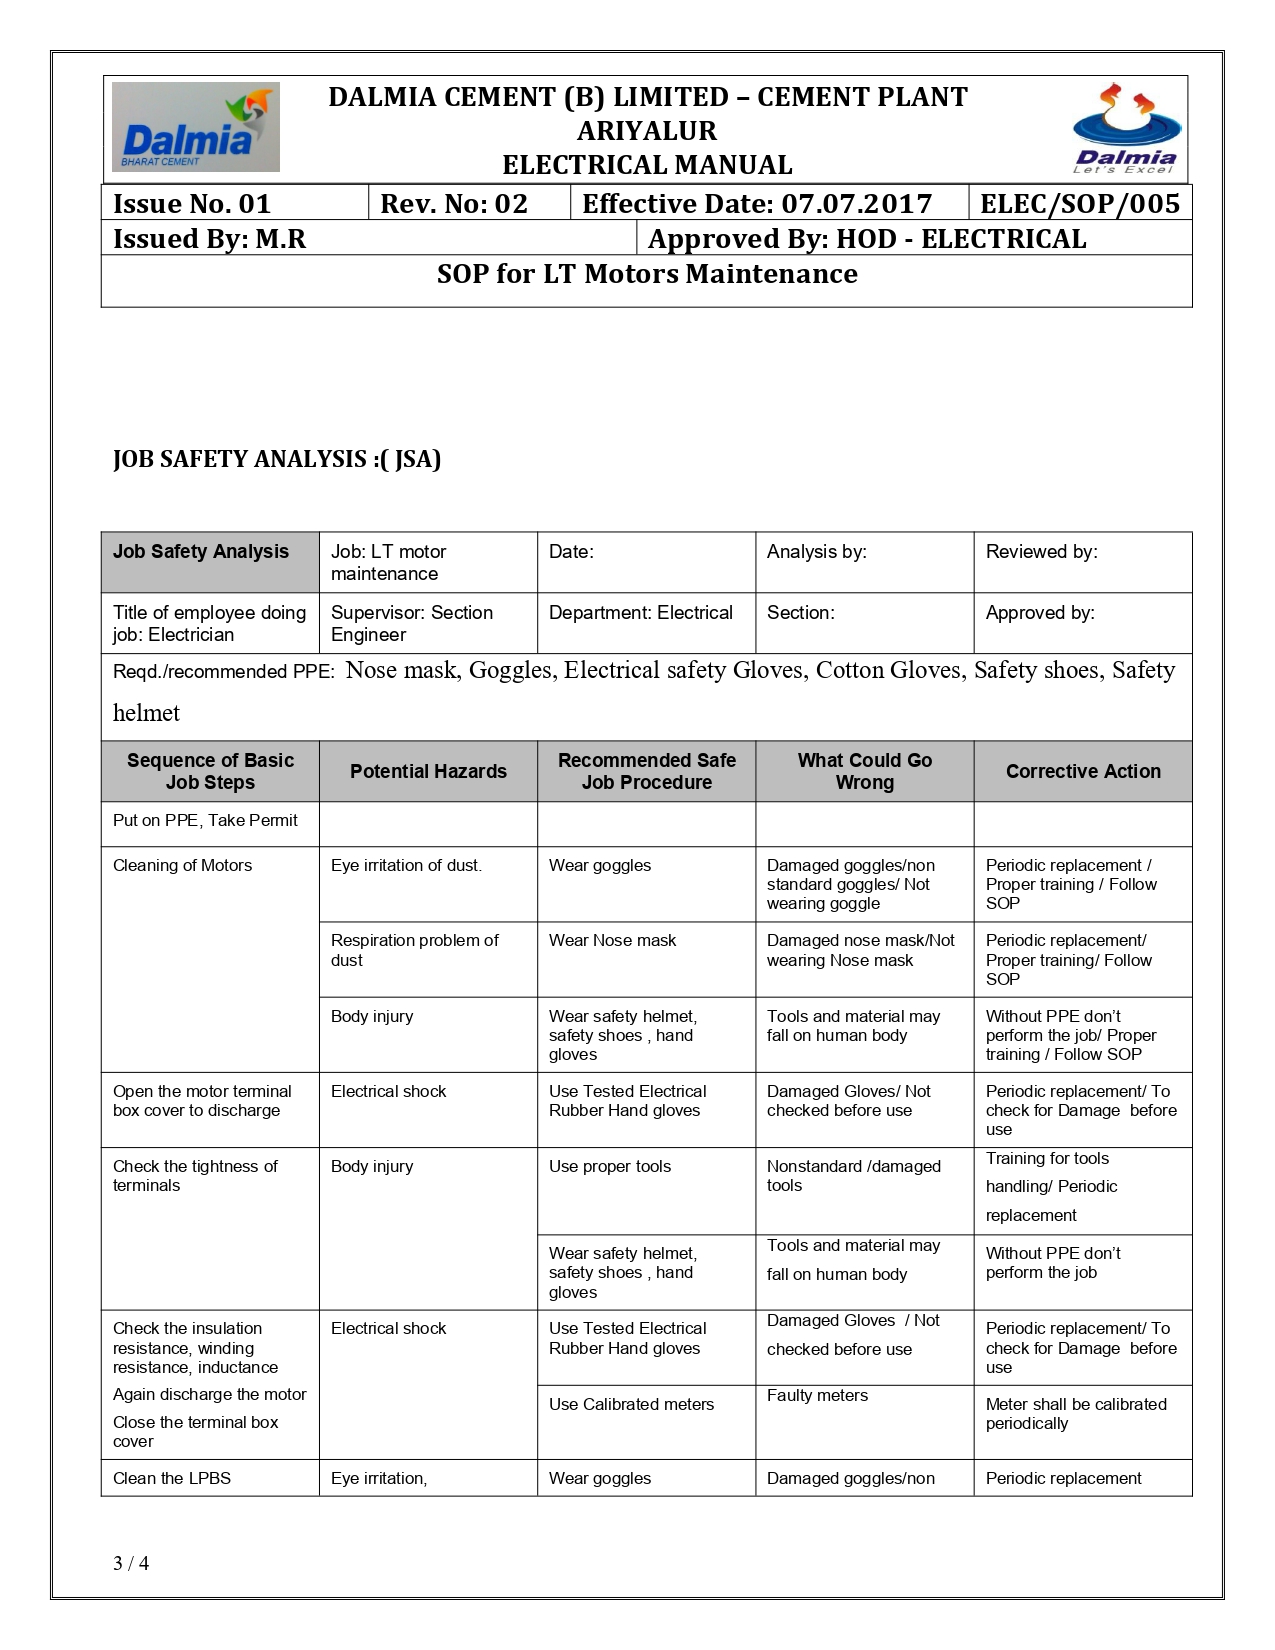 Dalmia
BHARAT CEMENT
DALMIA CEMENT (B) LIMITED – CEMENT PLANT
ARIYALUR
ELECTRICAL MANUAL
Dalmia
Let's Excel
Issue No. 01 Rev. No: 02 Effective Date: 07.07.2017 ELEC/SOP/005
Issued By: M.R Approved By: HOD - ELECTRICAL
SOP for LT Motors Maintenance
JOB SAFETY ANALYSIS :( JSA)
Job Safety Analysis
Job: LT motor
maintenance
Date:
Analysis by:
Reviewed by:
Title of employee doing
job: Electrician
Supervisor: Section
Engineer
Department: Electrical
Section:
Approved by:
Reqd./recommended PPE: Nose mask, Goggles, Electrical safety Gloves, Cotton Gloves, Safety shoes, Safety
helmet
Sequence of Basic
Job Steps
Potential Hazards
Recommended Safe
Job Procedure
What Could Go
Wrong
Corrective Action
Put on PPE, Take Permit
Cleaning of Motors
Eye irritation of dust.
Wear goggles
Damaged goggles/non
standard goggles/ Not
wearing goggle
Periodic replacement /
Proper training / Follow
SOP
Respiration problem of
dust
Wear Nose mask
Damaged nose mask/Not
wearing Nose mask
Periodic replacement/
Proper training/ Follow
SOP
Body injury
Wear safety helmet,
safety shoes , hand
gloves
Tools and material may
fall on human body
Without PPE don’t
perform the job/ Proper
training / Follow SOP
Open the motor terminal
box cover to discharge
Electrical shock
Use Tested Electrical
Rubber Hand gloves
Damaged Gloves/ Not
checked before use
Periodic replacement/ To
check for Damage before
use
Check the tightness of
terminals
Body injury
Use proper tools
Nonstandard /damaged
tools
Training for tools
handling/ Periodic
replacement
Wear safety helmet,
safety shoes , hand
gloves
Tools and material may
fall on human body
Without PPE don’t
perform the job
Check the insulation
resistance, winding
resistance, inductance
Again discharge the motor
Close the terminal box
cover
Electrical shock
Use Tested Electrical
Rubber Hand gloves
Damaged Gloves / Not
checked before use
Periodic replacement/ To
check for Damage before
use
Use Calibrated meters
Faulty meters
Meter shall be calibrated
periodically
Clean the LPBS
Eye irritation,
Wear goggles
Damaged goggles/non
Periodic replacement
3 / 4